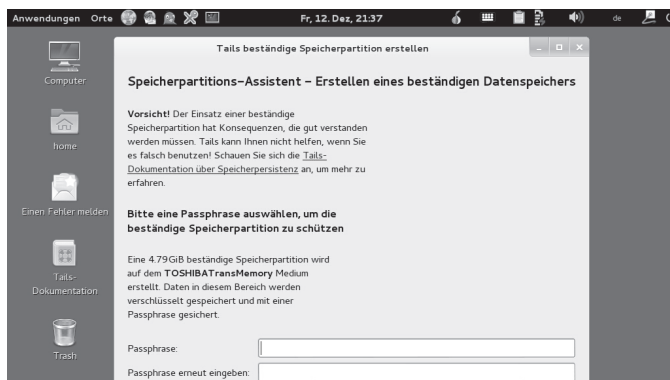 Anwendungen Orte Fr, 12. Dez, 21:37 de
Tails beständige Speicherpartition erstellen
Computer
home
Einen Fehler melden
Tails-
Dokumentation
Trash
Speicherpartitions-Assistent – Erstellen eines beständigen Datenspeichers
Vorsicht! Der Einsatz einer beständige
Speicherpartition hat Konsequenzen, die gut verstanden
werden müssen. Tails kann Ihnen nicht helfen, wenn Sie
es falsch benutzen! Schauen Sie sich die Tails-
Dokumentation über Speicherpersistenz an, um mehr zu
erfahren.
Bitte eine Passphrase auswählen, um die
beständige Speicherpartition zu schützen
Eine 4.79GiB beständige Speicherpartition wird
auf dem TOSHIBATransMemory Medium
erstellt. Daten in diesem Bereich werden
verschlüsselt gespeichert und mit einer
Passphrase gesichert.
Passphrase:
Passphrase erneut eingeben: